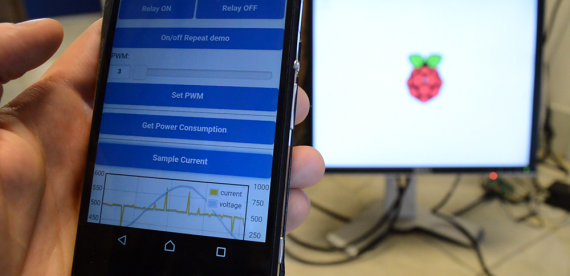 Relay ON Relay OFF
On/off Repeat demo
PWM:
3
Set PWM
Get Power Consumption
Sample Current
600
550
500
450
current
voltage
1000
750
500
250